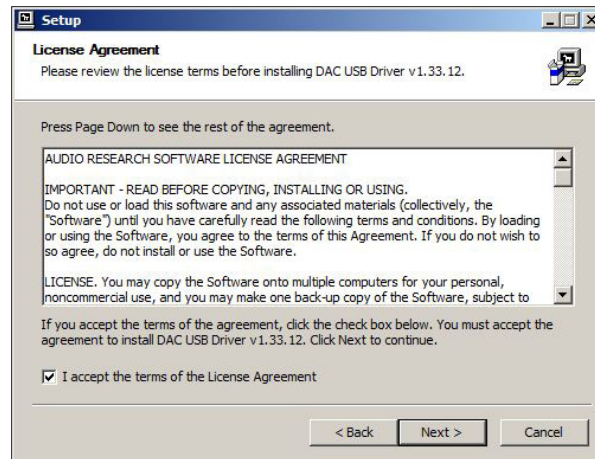 Setup
License Agreement
Please review the license terms before installing DAC USB Driver v1.33.12.
Press Page Down to see the rest of the agreement.
AUDIO RESEARCH SOFTWARE LICENSE AGREEMENT
IMPORTANT - READ BEFORE COPYING, INSTALLING OR USING.
Do not use or load this software and any associated materials (collectively, the
"Software") until you have carefully read the following terms and conditions. By loading
or using the Software, you agree to the terms of this Agreement. If you do not wish to
so agree, do not install or use the Software.
LICENSE. You may copy the Software onto multiple computers for your personal,
noncommercial use, and you may make one back-up copy of the Software, subject to
If you accept the terms of the agreement, click the check box below. You must accept the
agreement to install DAC USB Driver v1.33.12. Click Next to continue.
I accept the terms of the License Agreement
< Back Next > Cancel